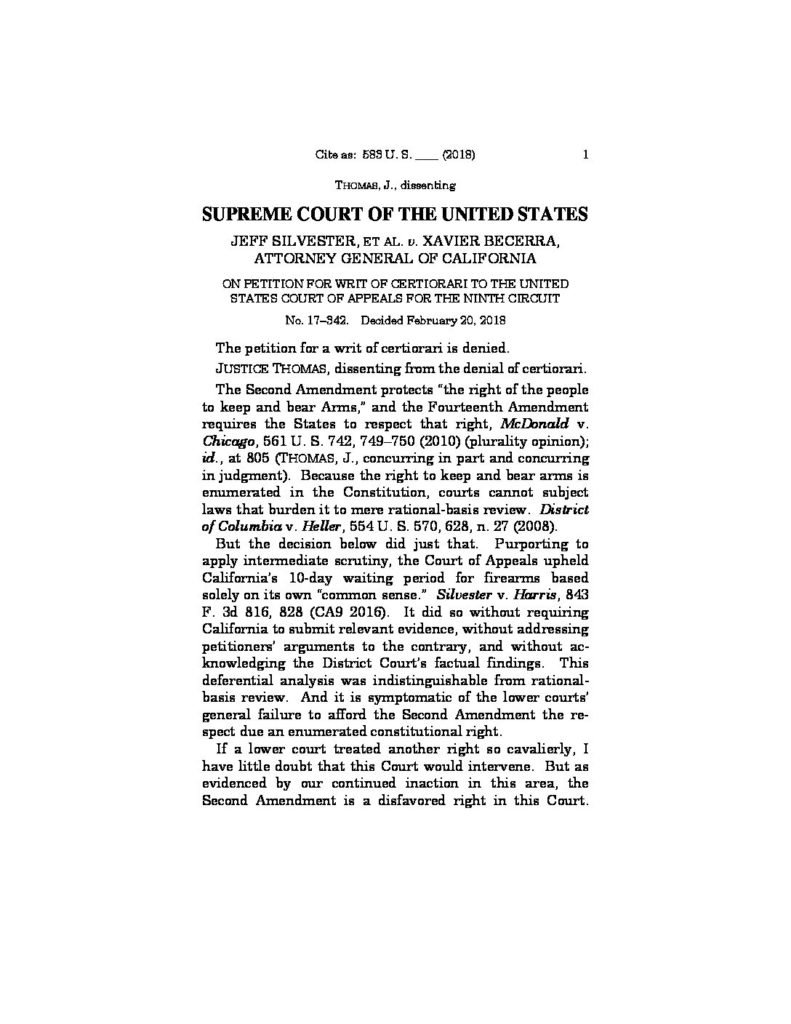 Cite as: 583 U. S. ____ (2018) 1
THOMAS, J., dissenting
SUPREME COURT OF THE UNITED STATES
JEFF SILVESTER, ET AL. v. XAVIER BECERRA,
ATTORNEY GENERAL OF CALIFORNIA
ON PETITION FOR WRIT OF CERTIORARI TO THE UNITED
STATES COURT OF APPEALS FOR THE NINTH CIRCUIT
No. 17–342. Decided February 20, 2018
The petition for a writ of certiorari is denied.
JUSTICE THOMAS, dissenting from the denial of certiorari.
The Second Amendment protects “the right of the people
to keep and bear Arms,” and the Fourteenth Amendment
requires the States to respect that right, McDonald v.
Chicago, 561 U. S. 742, 749–750 (2010) (plurality opinion);
id., at 805 (THOMAS, J., concurring in part and concurring
in judgment). Because the right to keep and bear arms is
enumerated in the Constitution, courts cannot subject
laws that burden it to mere rational-basis review. District
of Columbia v. Heller, 554 U. S. 570, 628, n. 27 (2008).
But the decision below did just that. Purporting to
apply intermediate scrutiny, the Court of Appeals upheld
California’s 10-day waiting period for firearms based
solely on its own “common sense.” Silvester v. Harris, 843
F. 3d 816, 828 (CA9 2016). It did so without requiring
California to submit relevant evidence, without addressing
petitioners’ arguments to the contrary, and without ac-
knowledging the District Court’s factual findings. This
deferential analysis was indistinguishable from rational-
basis review. And it is symptomatic of the lower courts’
general failure to afford the Second Amendment the re-
spect due an enumerated constitutional right.
If a lower court treated another right so cavalierly, I
have little doubt that this Court would intervene. But as
evidenced by our continued inaction in this area, the
Second Amendment is a disfavored right in this Court.